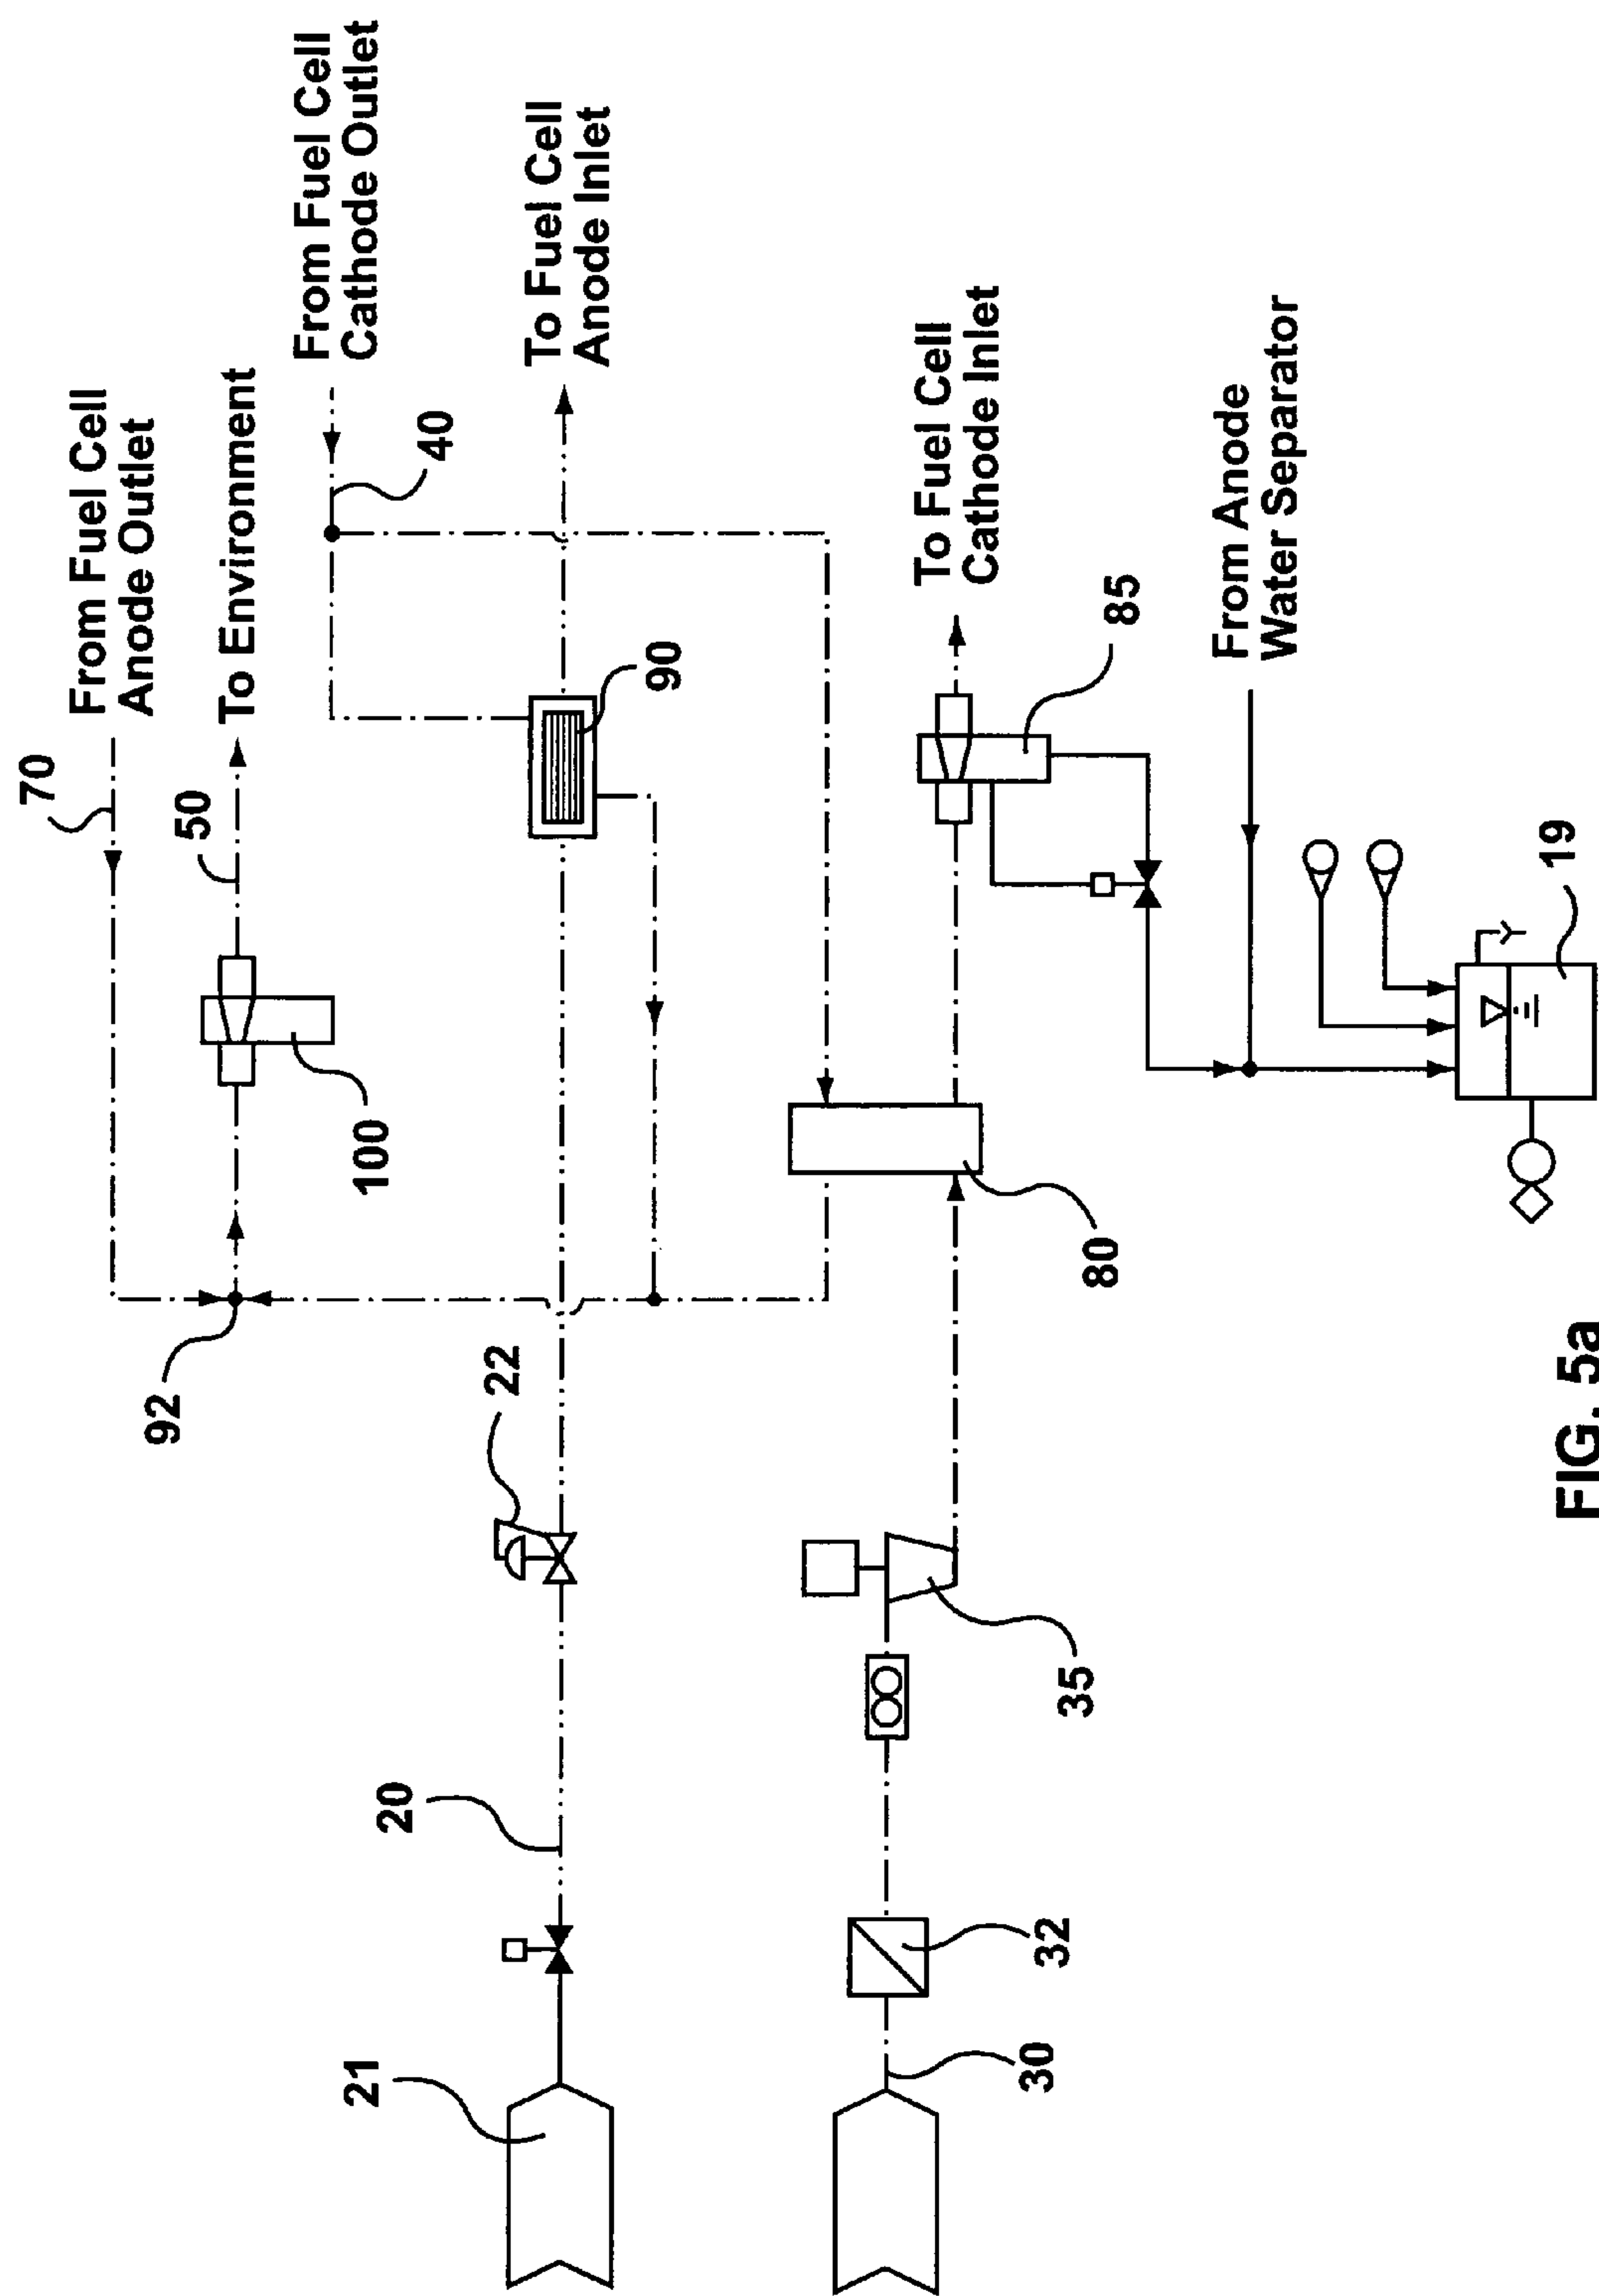 From Fuel Cell
Anode Outlet
70
To Environment
50
From Fuel Cell
Cathode Outlet
40
To Fuel Cell
Anode Inlet
90
100
92
22
20
21
To Fuel Cell
Cathode Inlet
85
From Anode
Water Separator
19
80
35
32
30
FIG. 5a